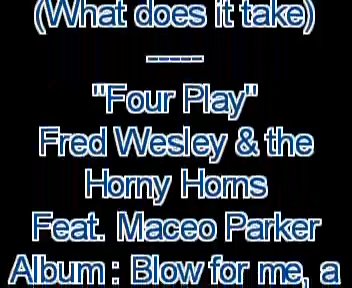 (What does it take)
-----
"Four Play"
Fred Wesley & the
Horny Horns
Feat. Maceo Parker
Album : Blow for me, a